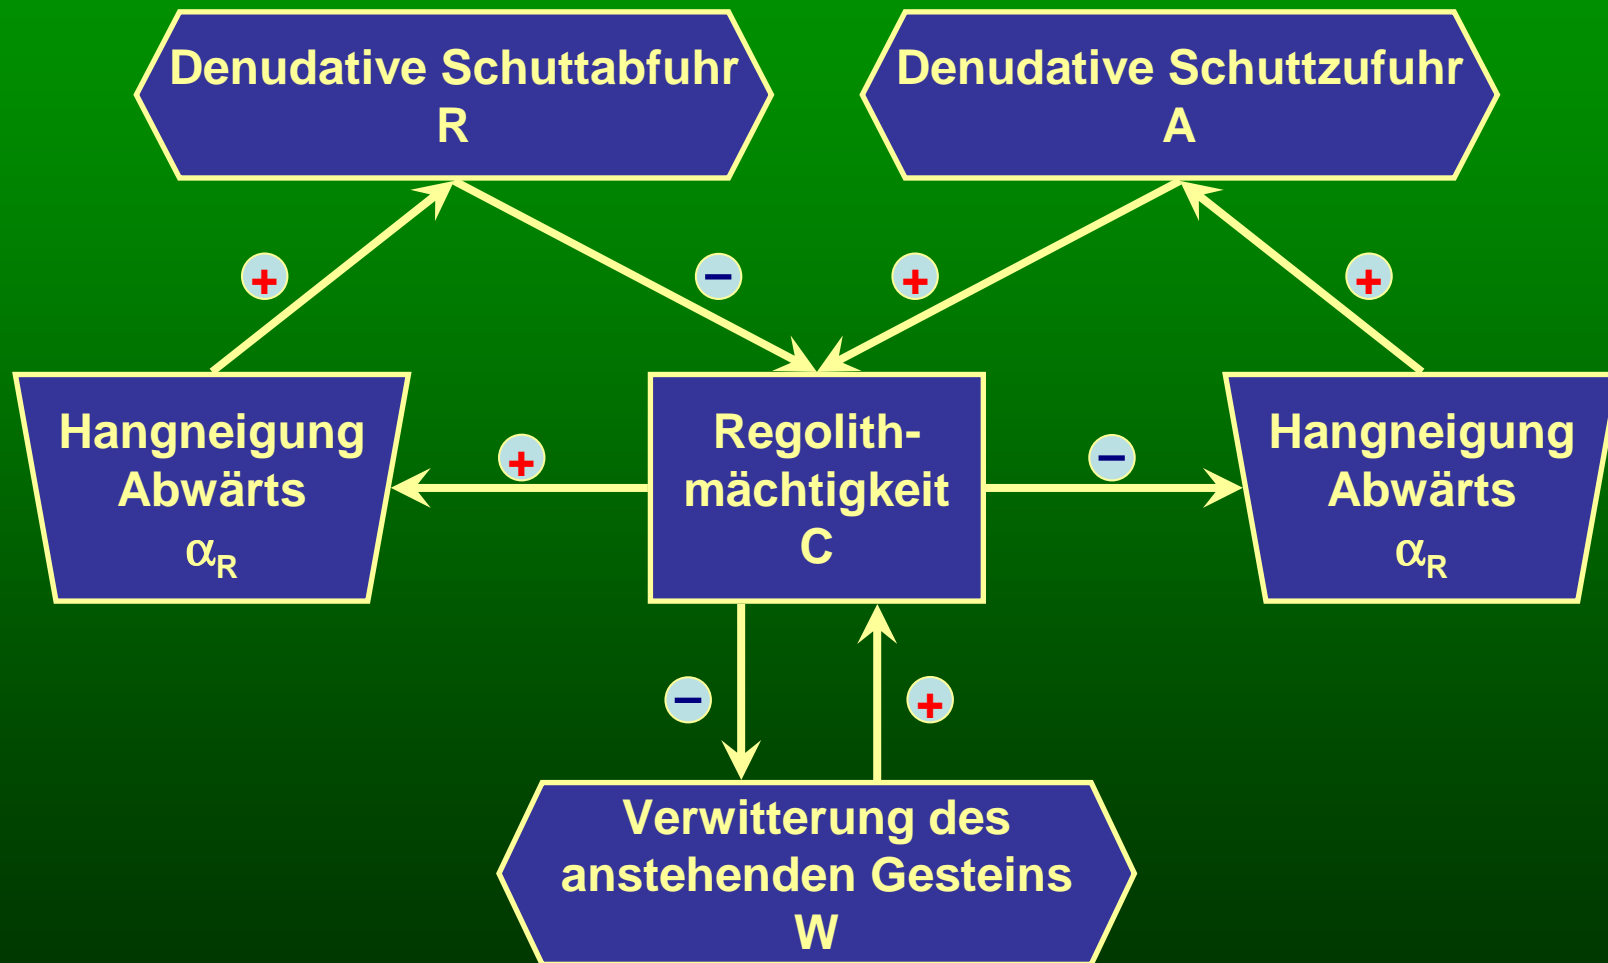 Denudative Schuttabfuhr
R
Denudative Schuttzufuhr
A
+
−
+
+
Hangneigung
Abwärts
αR
+
Regolith-
mächtigkeit
C
−
Hangneigung
Abwärts
αR
−
+
Verwitterung des
anstehenden Gesteins
W